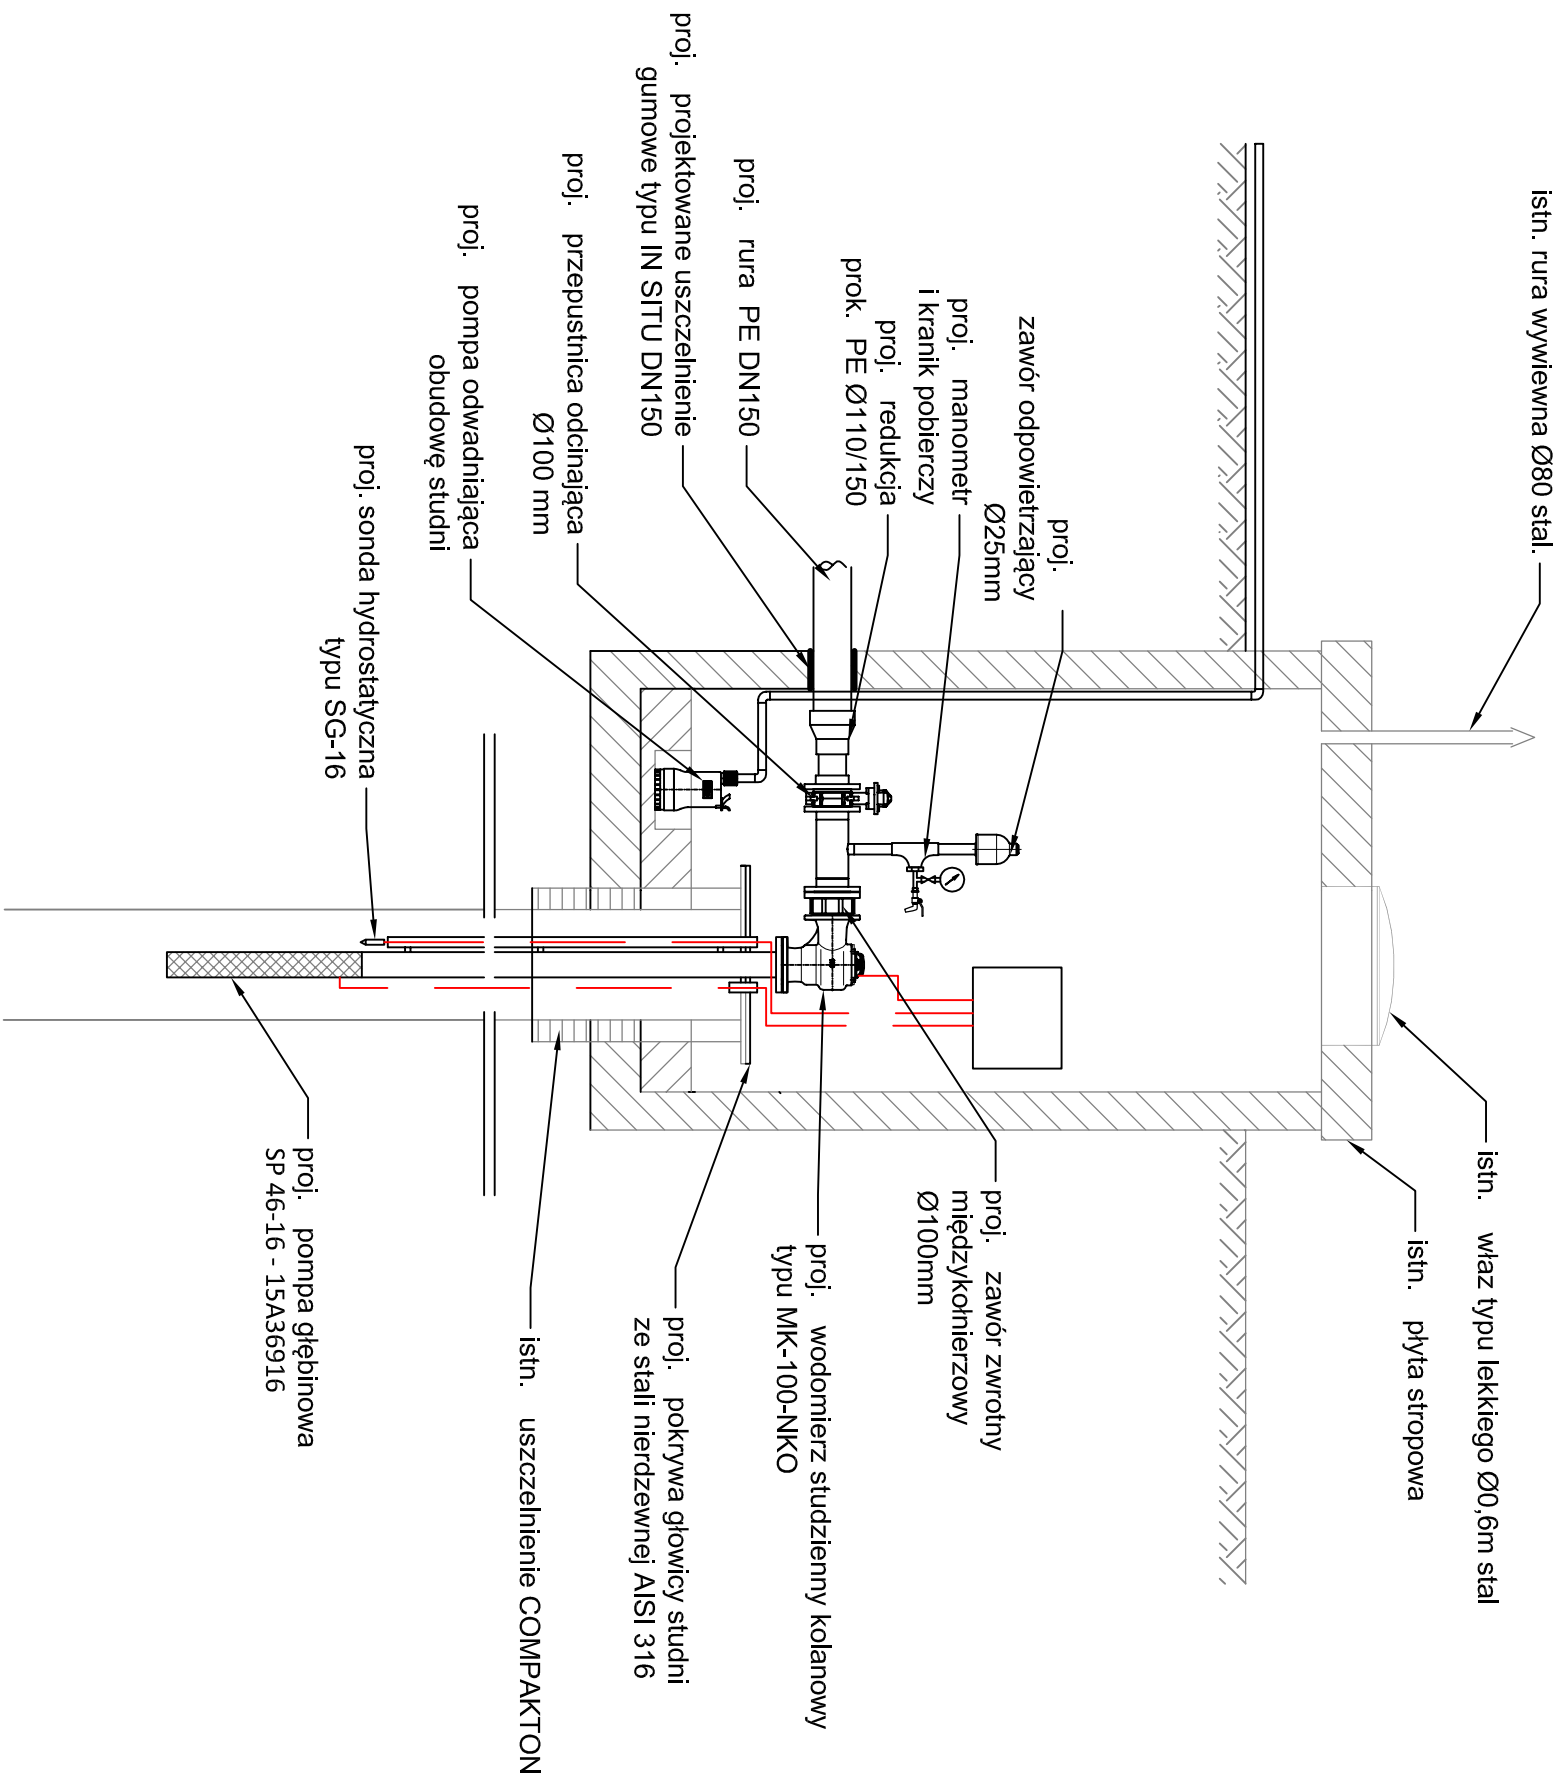 istn. rura wywiewna Ø80 stal.
proj.
zawór odpowietrzający
Ø25mm
proj. manometr
i kranik pobierczy
proj. redukcja
prok. PE Ø110/150
proj. rura PE DN150
proj. projektowane uszczelnienie
gumowe typu IN SITU DN150
proj. przepustnica odcinająca
Ø100 mm
proj. pompa odwadniająca
obudowę studni
proj. sonda hydrostatyczna
typu SG-16
istn. właz typu lekkiego Ø0,6m stal
istn. płyta stropowa
proj. zawór zwrotny
międzykołnierzowy
Ø100mm
proj. wodomierz studzienny kolanowy
typu MK-100-NKO
proj. pokrywa głowicy studni
ze stali nierdzewnej AISI 316
istn. uszczelnienie COMPAKTON
proj. pompa głębinowa
SP 46-16 - 15A36916